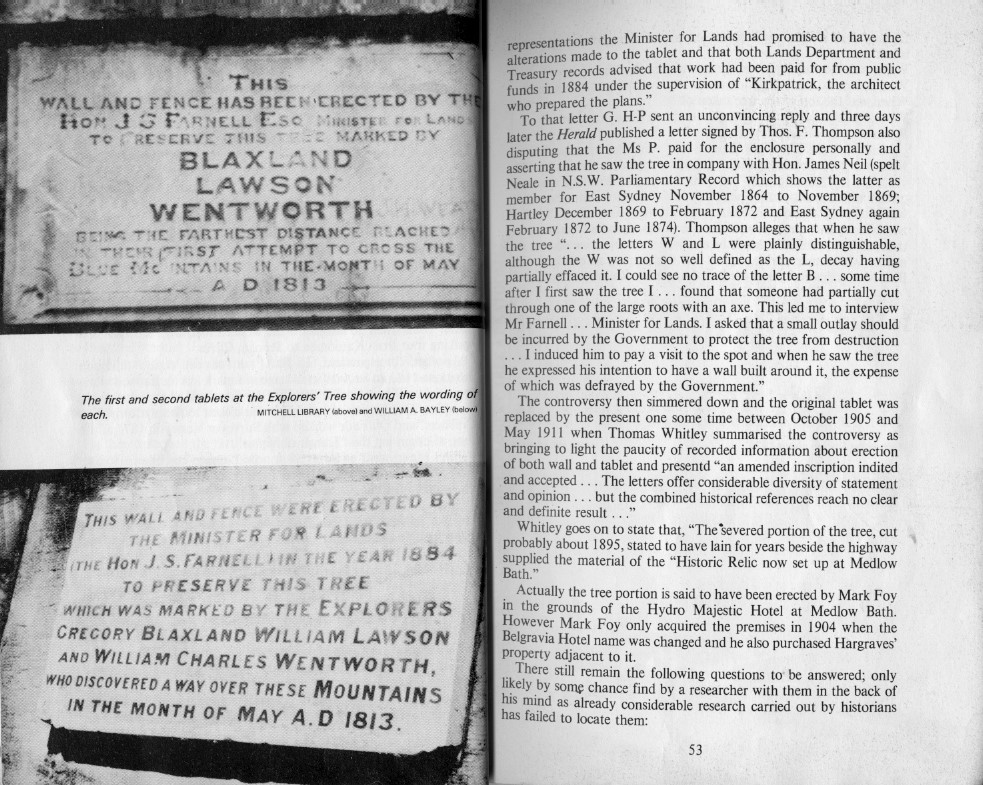 THIS
WALL AND FENCE HAS BEEN ERECTED BY THE
HON J S FARNELL ESQ MINISTER FOR LANDS
TO PRESERVE THIS TREE MARKED BY
BLAXLAND
LAWSON
WENTWORTH
BEING THE FARTHEST DISTANCE REACHED
IN THEIR FIRST ATTEMPT TO CROSS THE
BLUE MOUNTAINS IN THE MONTH OF MAY
A D 1813
The first and second tablets at the Explorers' Tree showing the wording of
each.
MITCHELL LIBRARY (above) and WILLIAM A. BAYLEY (below)
THIS WALL AND FENCE WERE ERECTED BY
THE MINISTER FOR LANDS
(THE HON J. S. FARNELL) IN THE YEAR 1884
TO PRESERVE THIS TREE
WHICH WAS MARKED BY THE EXPLORERS
GREGORY BLAXLAND WILLIAM LAWSON
AND WILLIAM CHARLES WENTWORTH,
WHO DISCOVERED A WAY OVER THESE MOUNTAINS
IN THE MONTH OF MAY A.D 1813.
representations the Minister for Lands had promised to have the
alterations made to the tablet and that both Lands Department and
Treasury records advised that work had been paid for from public
funds in 1884 under the supervision of "Kirkpatrick, the architect
who prepared the plans."
To that letter G. H-P sent an unconvincing reply and three days
later the Herald published a letter signed by Thos. F. Thompson also
disputing that the Ms P. paid for the enclosure personally and
asserting that he saw the tree in company with Hon. James Neil (spelt
Neale in N.S.W. Parliamentary Record which shows the latter as
member for East Sydney November 1864 to November 1869;
Hartley December 1869 to February 1872 and East Sydney again
February 1872 to June 1874). Thompson alleges that when he saw
the tree "... the letters W and L were plainly distinguishable,
although the W was not so well defined as the L, decay having
partially effaced it. I could see no trace of the letter B ... some time
after I first saw the tree I ... found that someone had partially cut
through one of the large roots with an axe. This led me to interview
Mr Farnell ... Minister for Lands. I asked that a small outlay should
be incurred by the Government to protect the tree from destruction
... I induced him to pay a visit to the spot and when he saw the tree
he expressed his intention to have a wall built around it, the expense
of which was defrayed by the Government."
The controversy then simmered down and the original tablet was
replaced by the present one some time between October 1905 and
May 1911 when Thomas Whitley summarised the controversy as
bringing to light the paucity of recorded information about erection
of both wall and tablet and presentd "an amended inscription indited
and accepted ... The letters offer considerable diversity of statement
and opinion ... but the combined historical references reach no clear
and definite result ..."
Whitley goes on to state that, "The severed portion of the tree, cut
probably about 1895, stated to have lain for years beside the highway
supplied the material of the "Historic Relic now set up at Medlow
Bath."
Actually the tree portion is said to have been erected by Mark Foy
in the grounds of the Hydro Majestic Hotel at Medlow Bath.
However Mark Foy only acquired the premises in 1904 when the
Belgravia Hotel name was changed and he also purchased Hargraves'
property adjacent to it.
There still remain the following questions to be answered; only
likely by some chance find by a researcher with them in the back of
his mind as already considerable research carried out by historians
has failed to locate them:
53